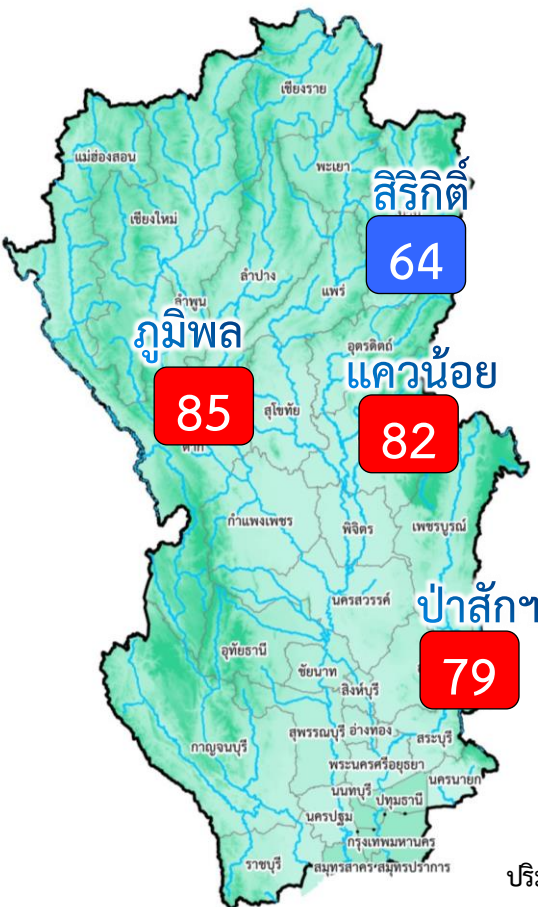 เชียงราย
แม่ฮ่องสอน
พะเยา
สิริกิติ์
64
เชียงใหม่
ลำปาง
แพร่
ลำพูน
ภูมิพล
85
อุตรดิตถ์
แควน้อย
82
สุโขทัย
ตาก
กำแพงเพชร
พิจิตร
เพชรบูรณ์
นครสวรรค์
ป่าสักฯ
79
อุทัยธานี
ชัยนาท
สิงห์บุรี
สุพรรณบุรี
อ่างทอง
สระบุรี
กาญจนบุรี
พระนครศรีอยุธยา
นครนายก
นนทบุรี
ปทุมธานี
นครปฐม
กรุงเทพมหานคร
ราชบุรี
สมุทรสาคร
สมุทรปราการ